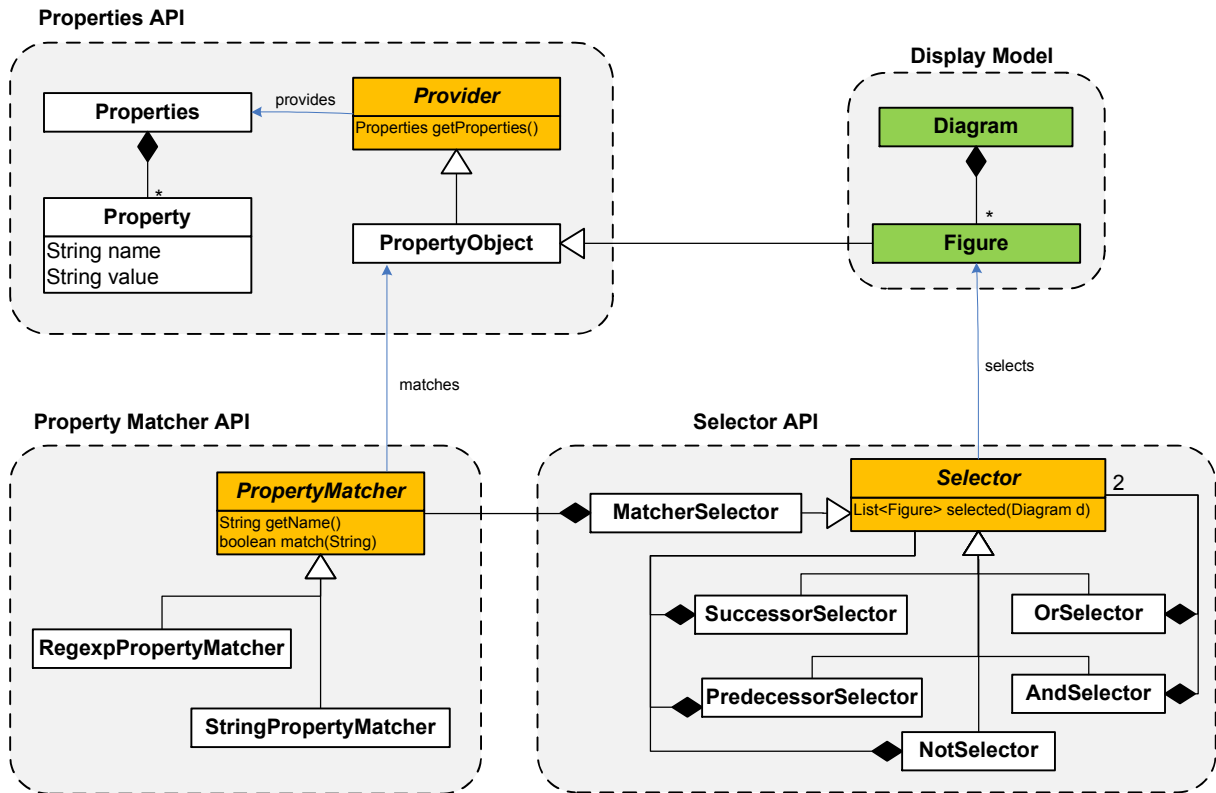 Properties API
Display Model
Properties
provides
Provider
Properties getProperties()
Diagram
*
Property
String name
String value
PropertyObject
*
Figure
matches
selects
Property Matcher API
Selector API
PropertyMatcher
String getName()
boolean match(String)
MatcherSelector
Selector
List<Figure> selected(Diagram d)
2
SuccessorSelector
OrSelector
RegexpPropertyMatcher
PredecessorSelector
AndSelector
StringPropertyMatcher
NotSelector